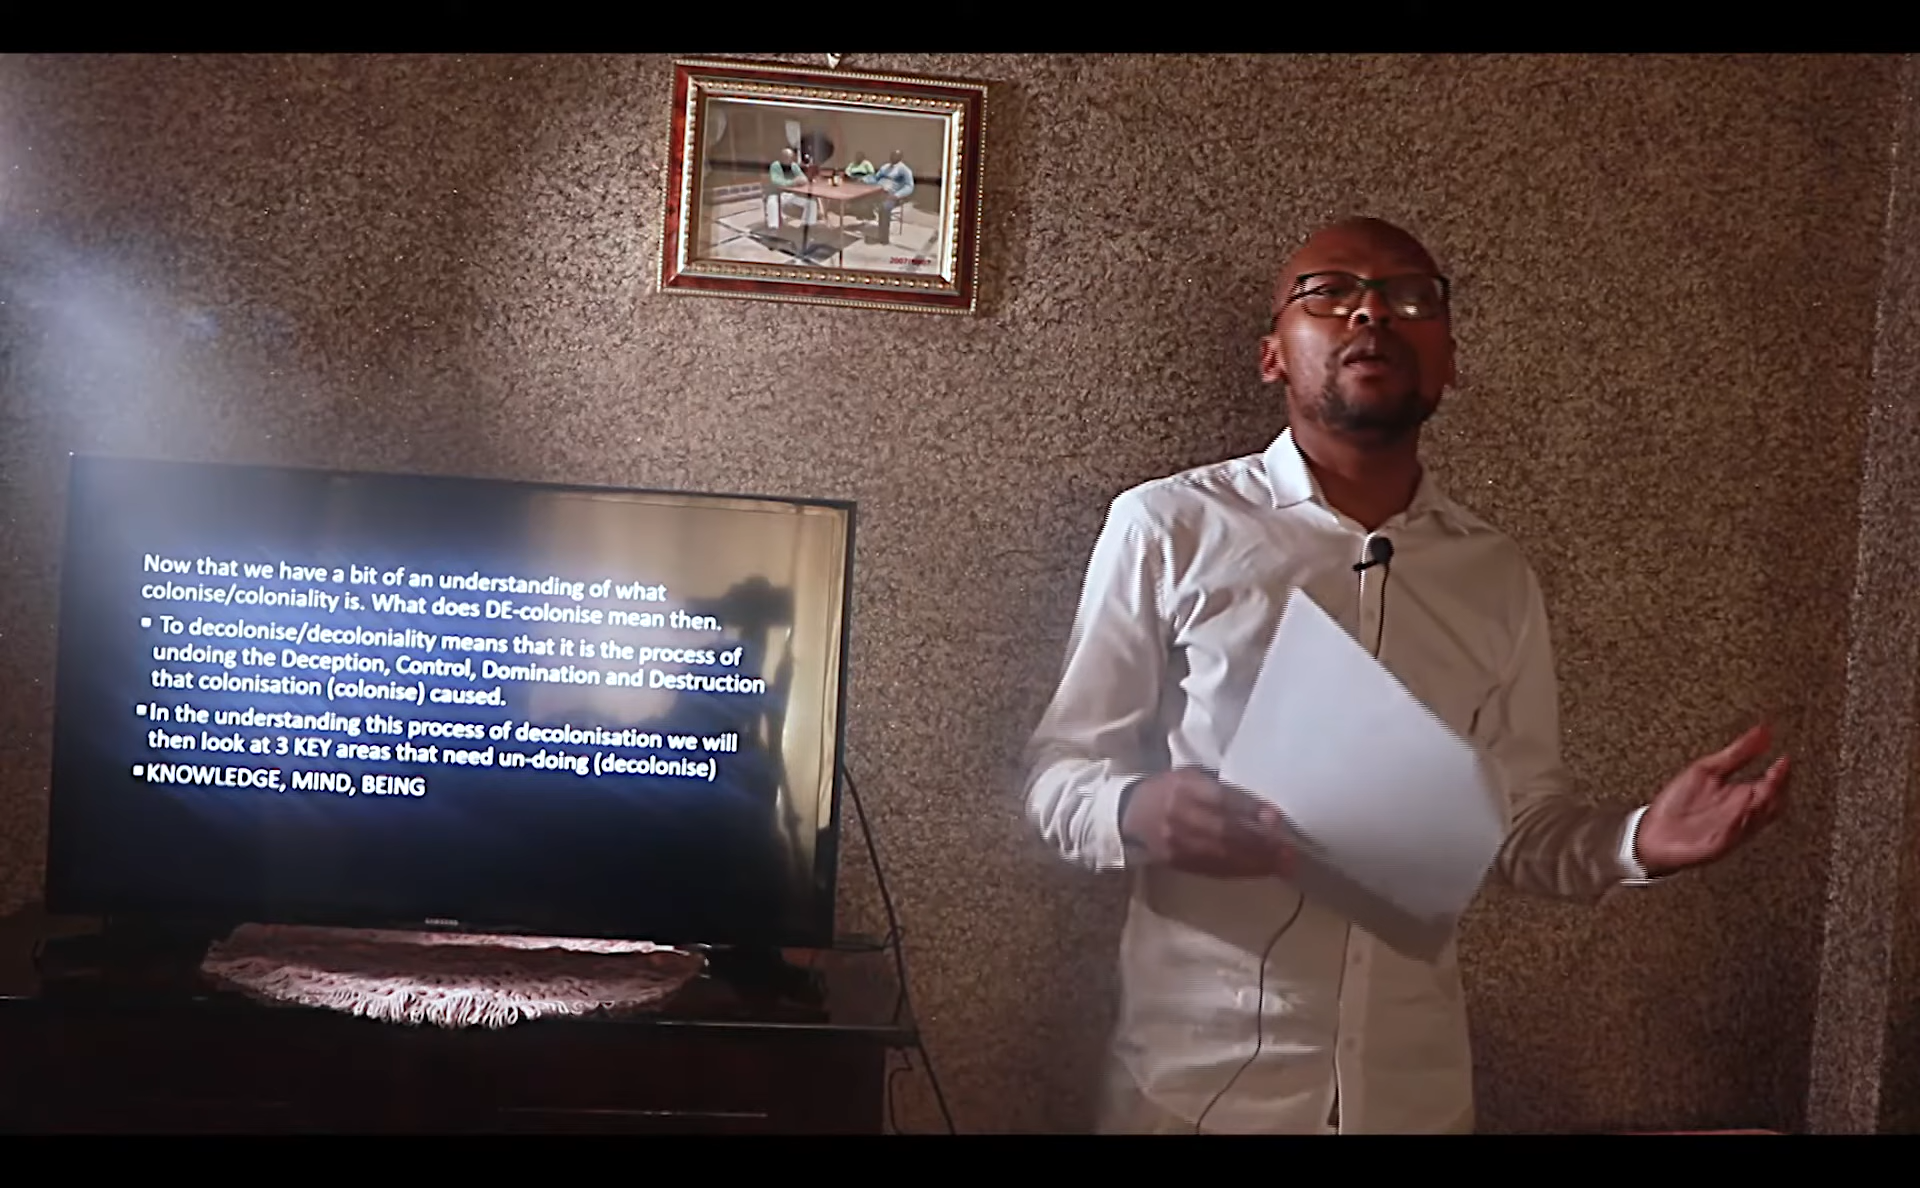 2007
Now that we have a bit of an understanding of what
colonise/coloniality is. What does DE-colonise mean then.
▪ To decolonise/decoloniality means that it is the process of
undoing the Deception, Control, Domination and Destruction
that colonisation (colonise) caused.
▪ In the understanding this process of decolonisation we will
then look at 3 KEY areas that need un-doing (decolonise)
▪ KNOWLEDGE, MIND, BEING
SAMSUNG